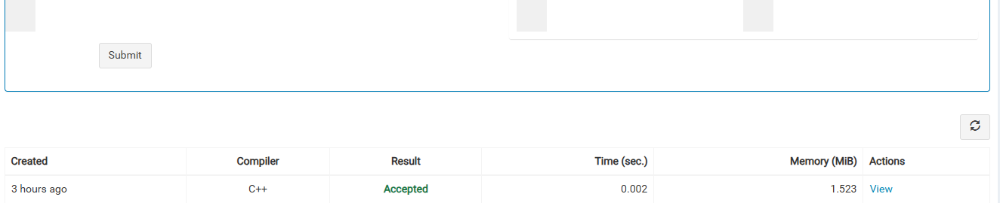 Submit
Created Compiler Result Time (sec.) Memory (MiB) Actions
3 hours ago C++ Accepted 0.002 1.523 View